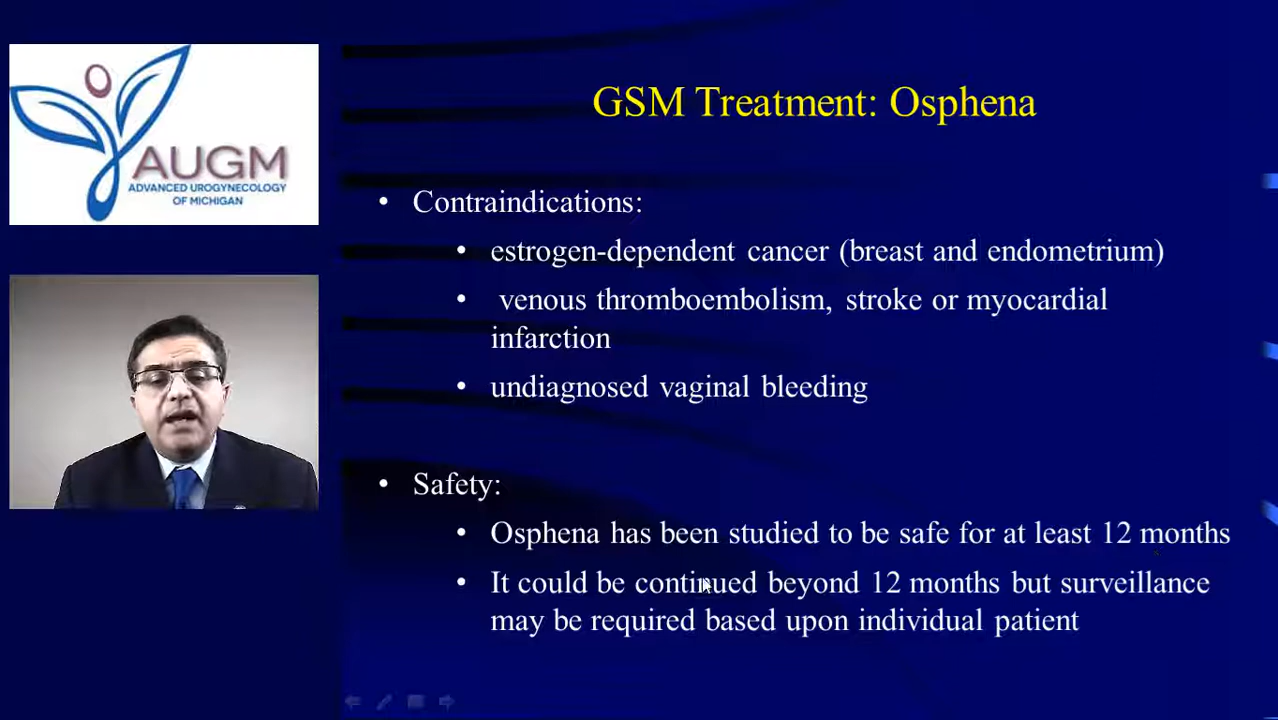 AUGM
ADVANCED UROGYNECOLOGY
OF MICHIGAN
GSM Treatment: Osphena
• Contraindications:
• estrogen-dependent cancer (breast and endometrium)
• venous thromboembolism, stroke or myocardial
infarction
• undiagnosed vaginal bleeding
• Safety:
• Osphena has been studied to be safe for at least 12 months
• It could be continued beyond 12 months but surveillance
may be required based upon individual patient